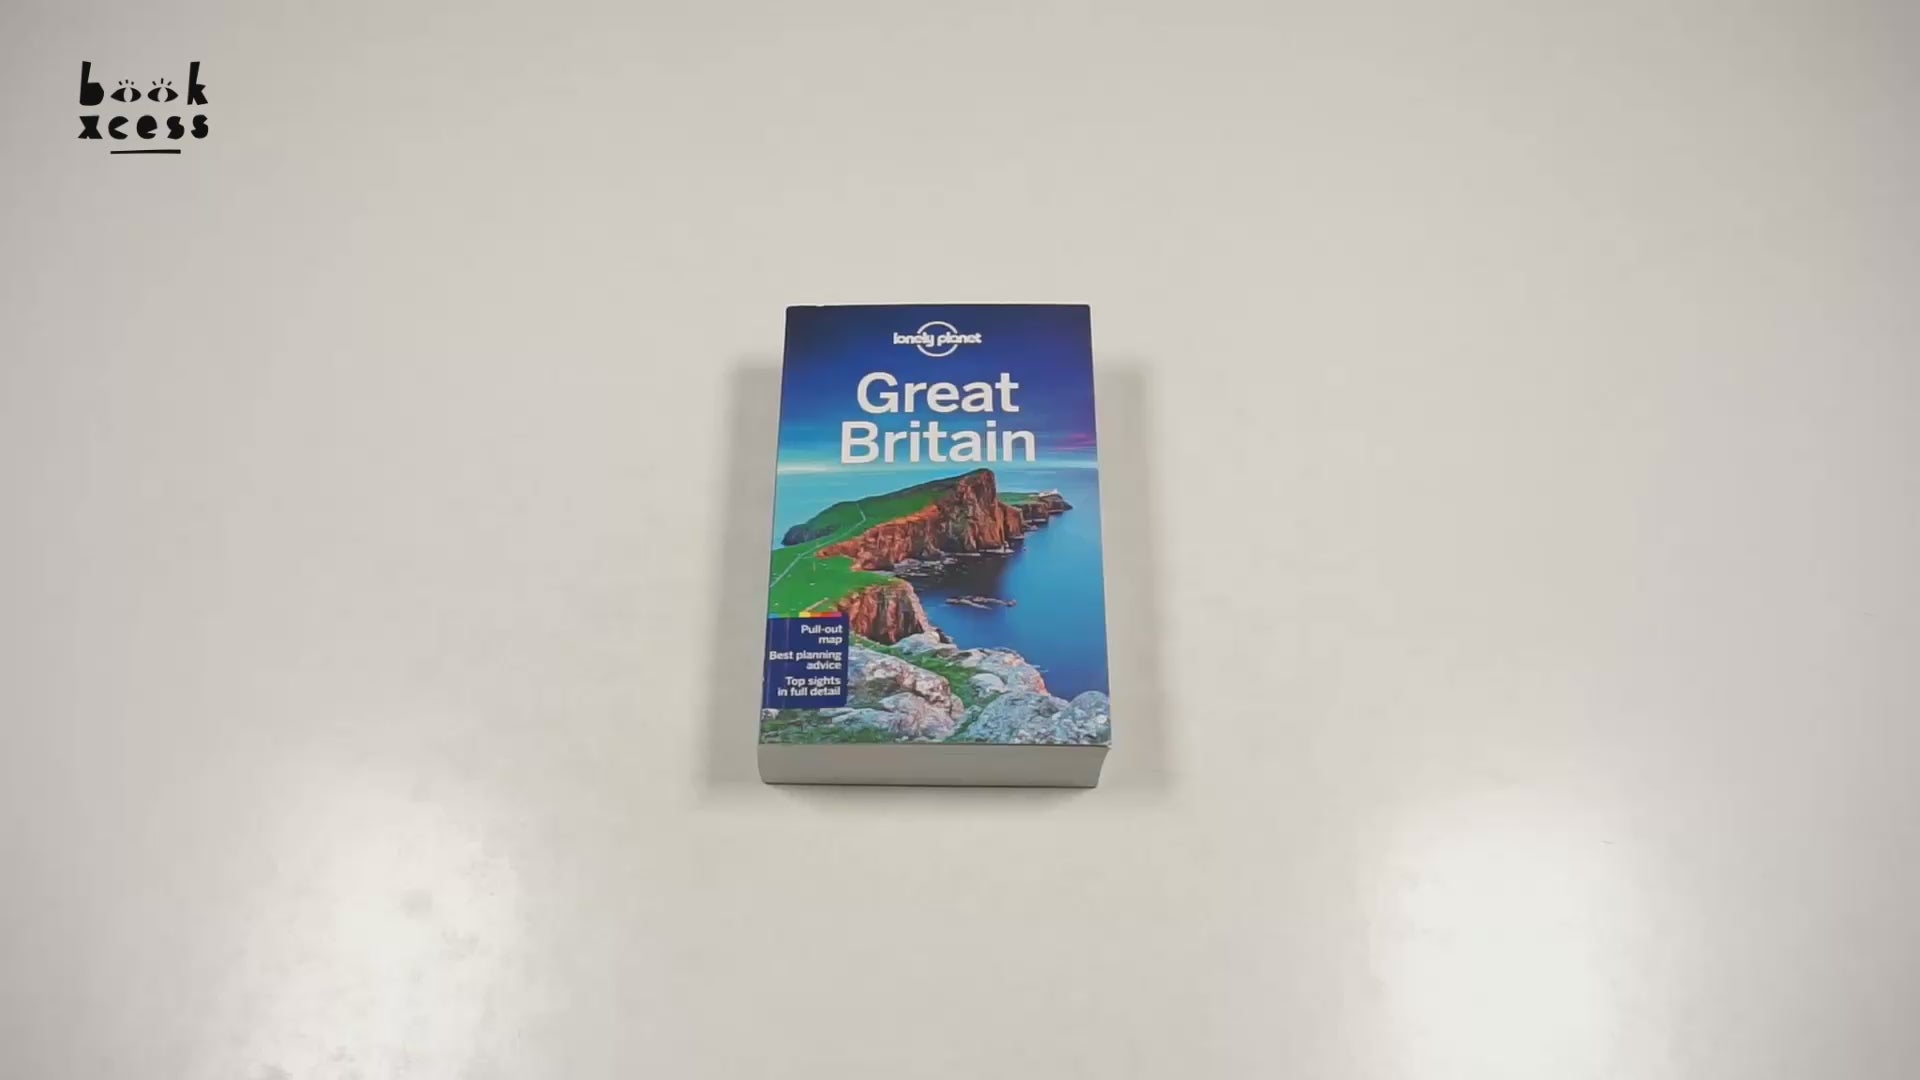 book
xcess
lonely planet
Great
Britain
Pull-out
map
Best planning
advice
Top sights
in full detail